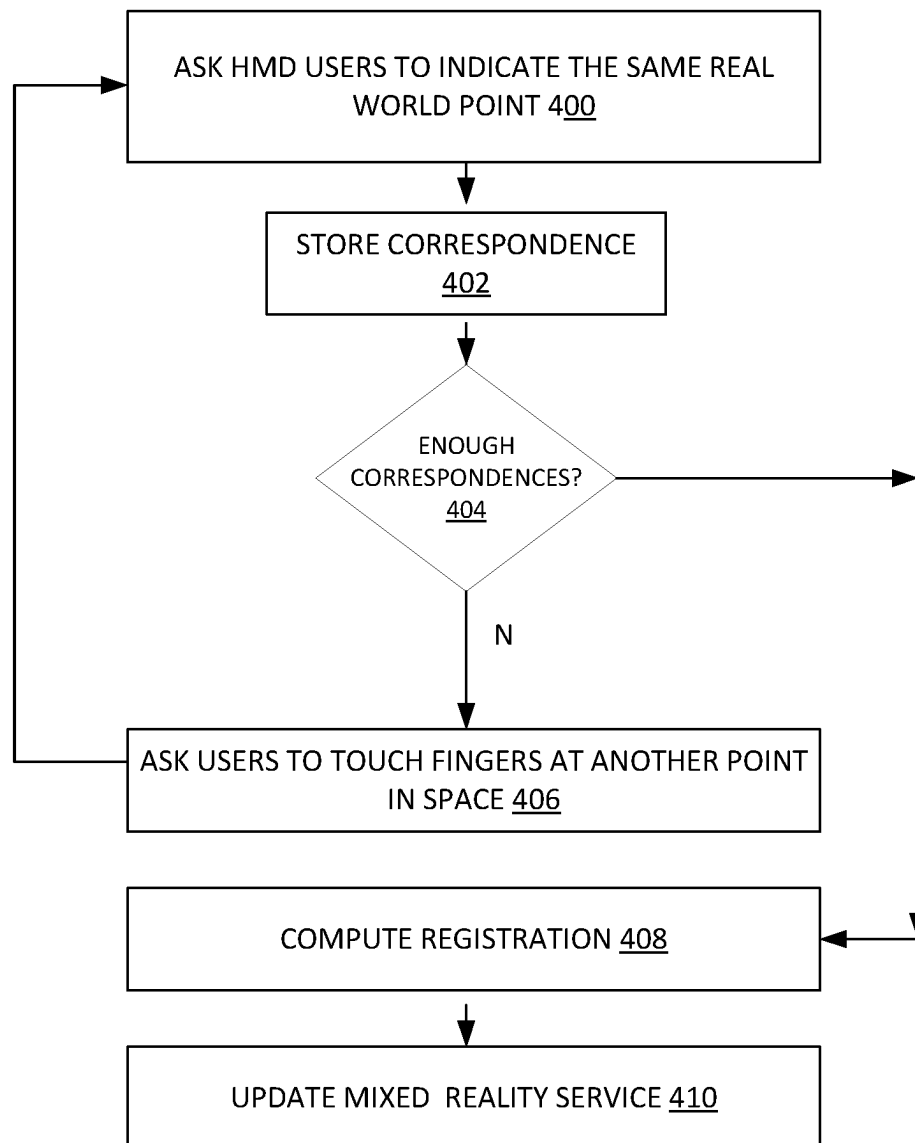 ASK HMD USERS TO INDICATE THE SAME REAL
WORLD POINT 400
STORE CORRESPONDENCE
402
ENOUGH
CORRESPONDENCES?
404
N
ASK USERS TO TOUCH FINGERS AT ANOTHER POINT
IN SPACE 406
COMPUTE REGISTRATION 408
UPDATE MIXED REALITY SERVICE 410